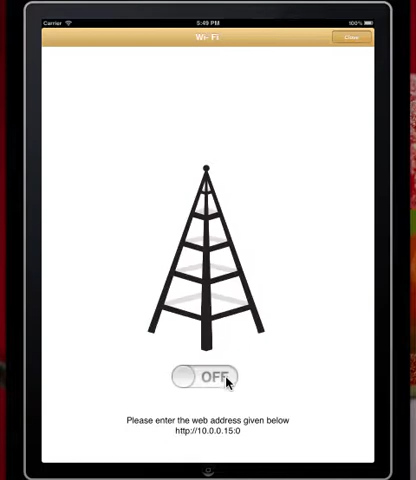 Carrier 5:49 PM 100%
Wi-Fi Close
OFF
Please enter the web address given below
http://10.0.0.15:0